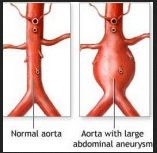 Normal aorta
Aorta with large
abdominal aneurysm